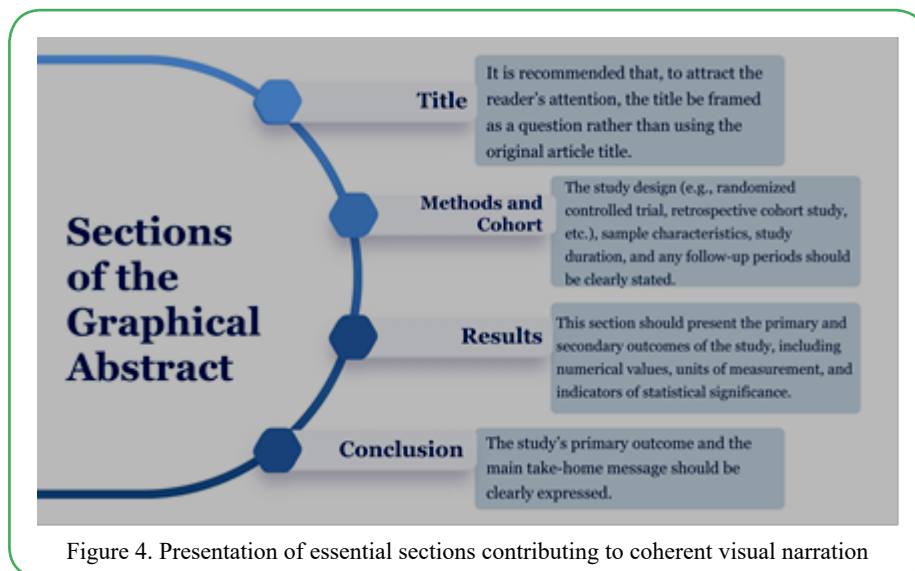 Sections
of the
Graphical
Abstract
Title
It is recommended that, to attract the
reader's attention, the title be framed
as a question rather than using the
original article title.
Methods and
Cohort
The study design (e.g., randomized
controlled trial, retrospective cohort study,
etc.), sample characteristics, study
duration, and any follow-up periods should
be clearly stated.
Results
This section should present the primary and
secondary outcomes of the study, including
numerical values, units of measurement, and
indicators of statistical significance.
Conclusion
The study's primary outcome and the
main take-home message should be
clearly expressed.
Figure 4. Presentation of essential sections contributing to coherent visual narration